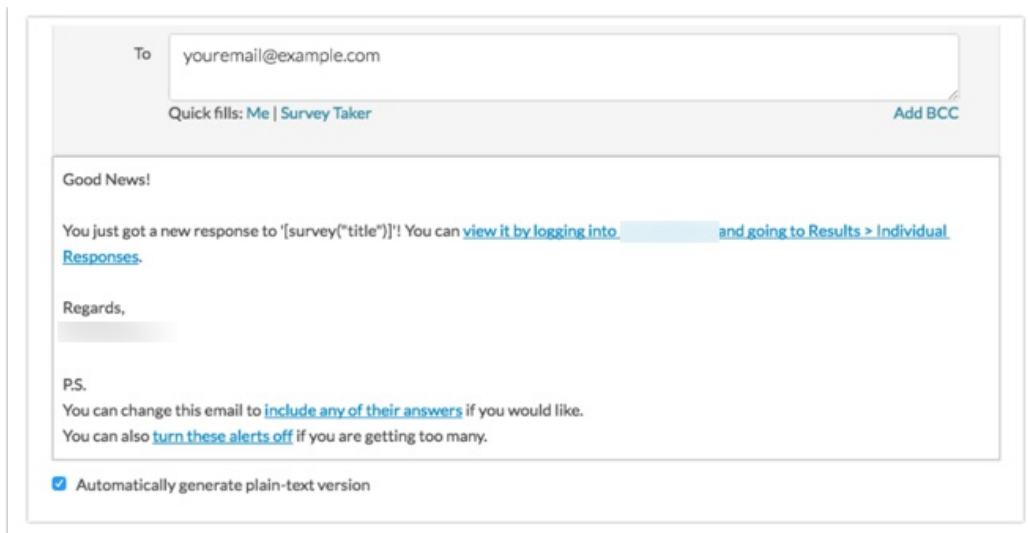 To
youremail@example.com
Quick fills: Me | Survey Taker
Add BCC
Good News!
You just got a new response to '[survey("title")]'! You can view it by logging into and going to Results > Individual
Responses.
Regards,
P.S.
You can change this email to include any of their answers if you would like.
You can also turn these alerts off if you are getting too many.
Automatically generate plain-text version